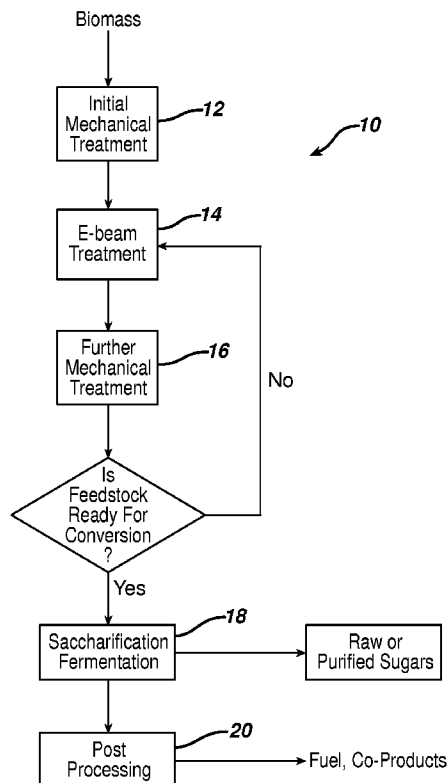 Biomass
Initial
Mechanical
Treatment
12
10
E-beam
Treatment
14
Further
Mechanical
Treatment
16
No
Is
Feedstock
Ready For
Conversion
?
Yes
Saccharification
Fermentation
18
Raw or
Purified Sugars
Post
Processing
20
Fuel, Co-Products